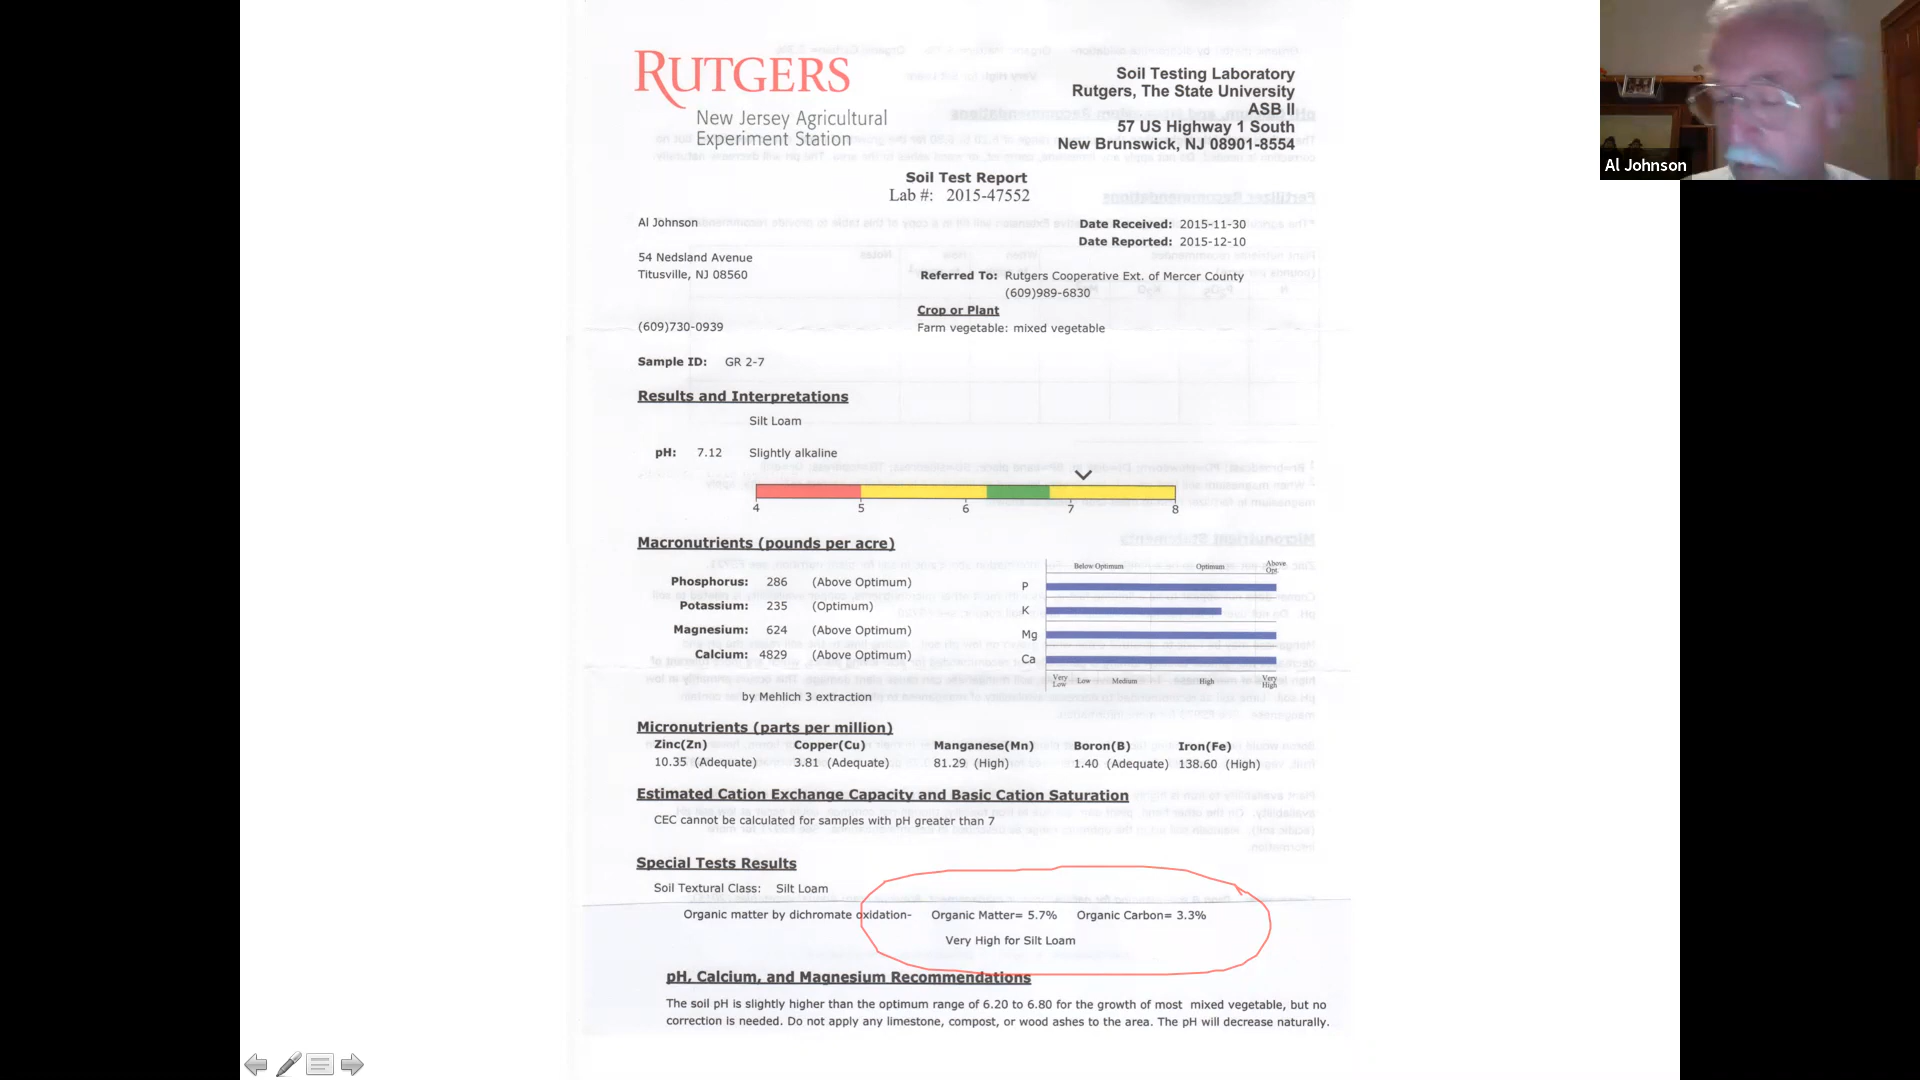 RUTGERS
New Jersey Agricultural
Experiment Station
Soil Testing Laboratory
Rutgers, The State University
ASB II
57 US Highway 1 South
New Brunswick, NJ 08901-8554
Al Johnson
Soil Test Report
Lab #: 2015-47552
Al Johnson
54 Nedsland Avenue
Titusville, NJ 08560
(609)730-0939
Date Received: 2015-11-30
Date Reported: 2015-12-10
Referred To: Rutgers Cooperative Ext. of Mercer County
(609)989-6830
Crop or Plant
Farm vegetable: mixed vegetable
Sample ID: GR 2-7
Results and Interpretations
Silt Loam
pH: 7.12 Slightly alkaline
4 5 6 7 8
Macronutrients (pounds per acre)
Phosphorus: 286 (Above Optimum)
Potassium: 235 (Optimum)
Magnesium: 624 (Above Optimum)
Calcium: 4829 (Above Optimum)
by Mehlich 3 extraction
Below Optimum Optimum Above Opt.
P
K
Mg
Ca
Very Low Low Medium High Very High
Micronutrients (parts per million)
Zinc(Zn) Copper(Cu) Manganese(Mn) Boron(B) Iron(Fe)
10.35 (Adequate) 3.81 (Adequate) 81.29 (High) 1.40 (Adequate) 138.60 (High)
Estimated Cation Exchange Capacity and Basic Cation Saturation
CEC cannot be calculated for samples with pH greater than 7
Special Tests Results
Soil Textural Class: Silt Loam
Organic matter by dichromate oxidation- Organic Matter= 5.7% Organic Carbon= 3.3%
Very High for Silt Loam
pH, Calcium, and Magnesium Recommendations
The soil pH is slightly higher than the optimum range of 6.20 to 6.80 for the growth of most mixed vegetable, but no
correction is needed. Do not apply any limestone, compost, or wood ashes to the area. The pH will decrease naturally.